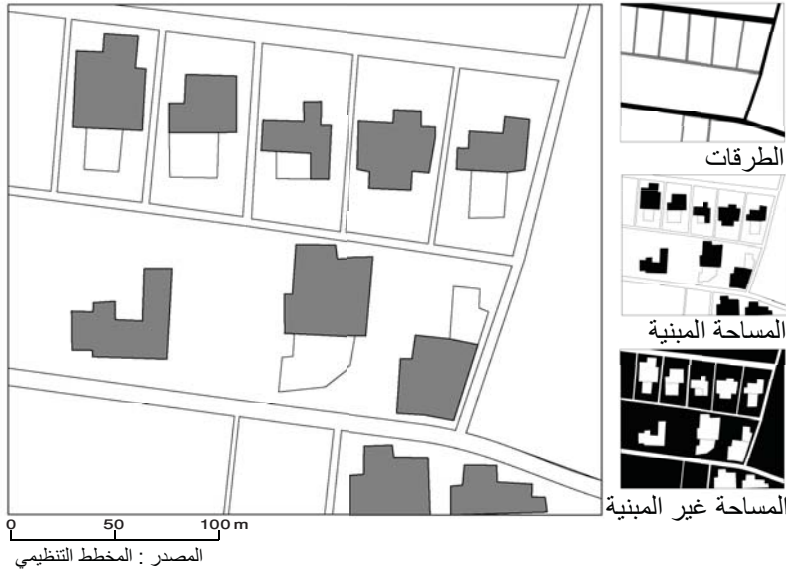 الطرقات
المساحة المبنية
المساحة غير المبنية
0 50 100 m
المصدر : المخطط التنظيمي